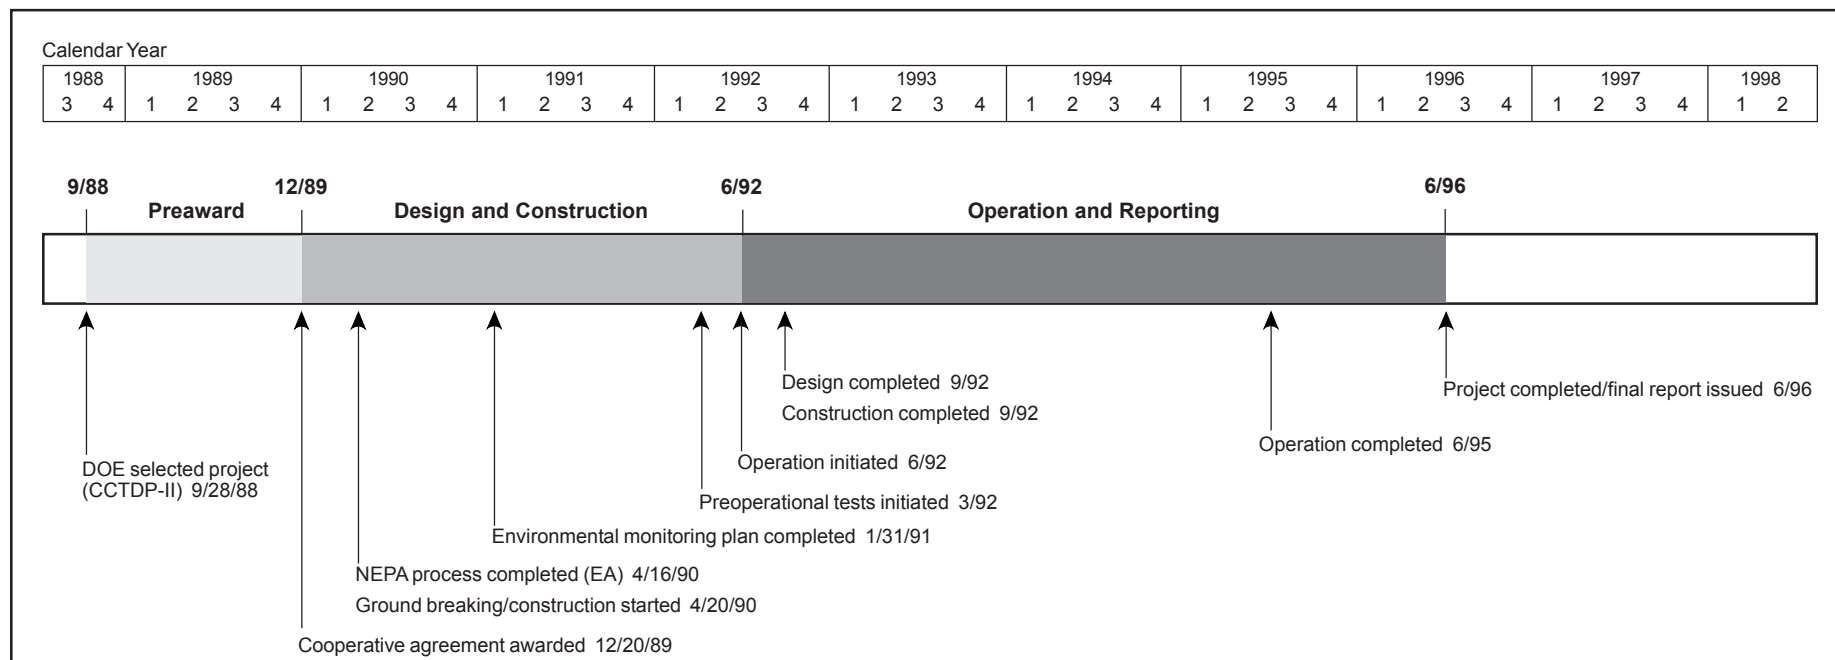 Calendar Year
1988 1989 1990 1991 1992 1993 1994 1995 1996 1997 1998
3 4 1 2 3 4 1 2 3 4 1 2 3 4 1 2 3 4 1 2 3 4 1 2 3 4 1 2 3 4 1 2 3 4 1 2 3 4 1 2
9/88 12/89 6/92 6/96
Preaward Design and Construction Operation and Reporting
Design completed 9/92
Project completed/final report issued 6/96
Construction completed 9/92
Operation completed 6/95
Operation initiated 6/92
DOE selected project
(CCTDP-II) 9/28/88
Preoperational tests initiated 3/92
Environmental monitoring plan completed 1/31/91
NEPA process completed (EA) 4/16/90
Ground breaking/construction started 4/20/90
Cooperative agreement awarded 12/20/89